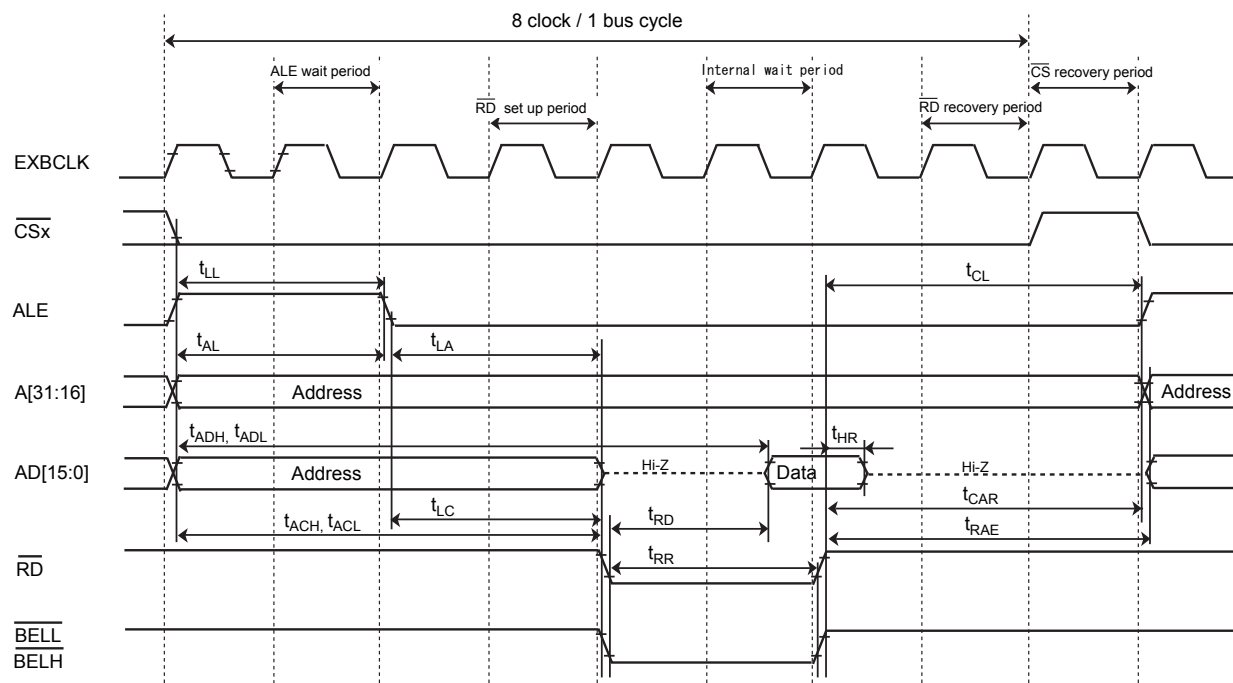 8 clock / 1 bus cycle
ALE wait period
Internal wait period
CS recovery period
RD set up period
RD recovery period
EXBCLK
CSx
tLL
tCL
ALE
tAL
tLA
A[31:16]
Address
Address
tADH, tADL
tHR
AD[15:0]
Address
Hi-Z
Data
Hi-Z
tLC
tCAR
tACH, tACL
tRD
tRAE
tRR
RD
BELL
BELH